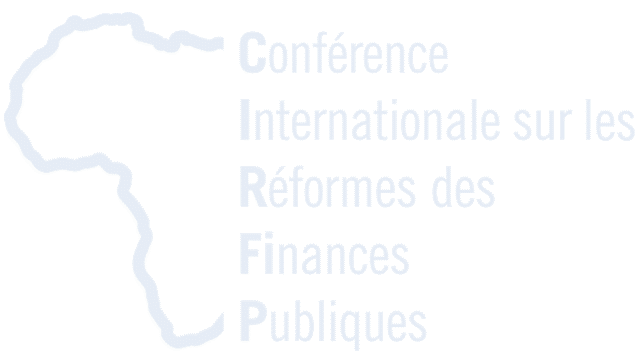 Conférence
Internationale sur les
Réformes des
Finances
Publiques